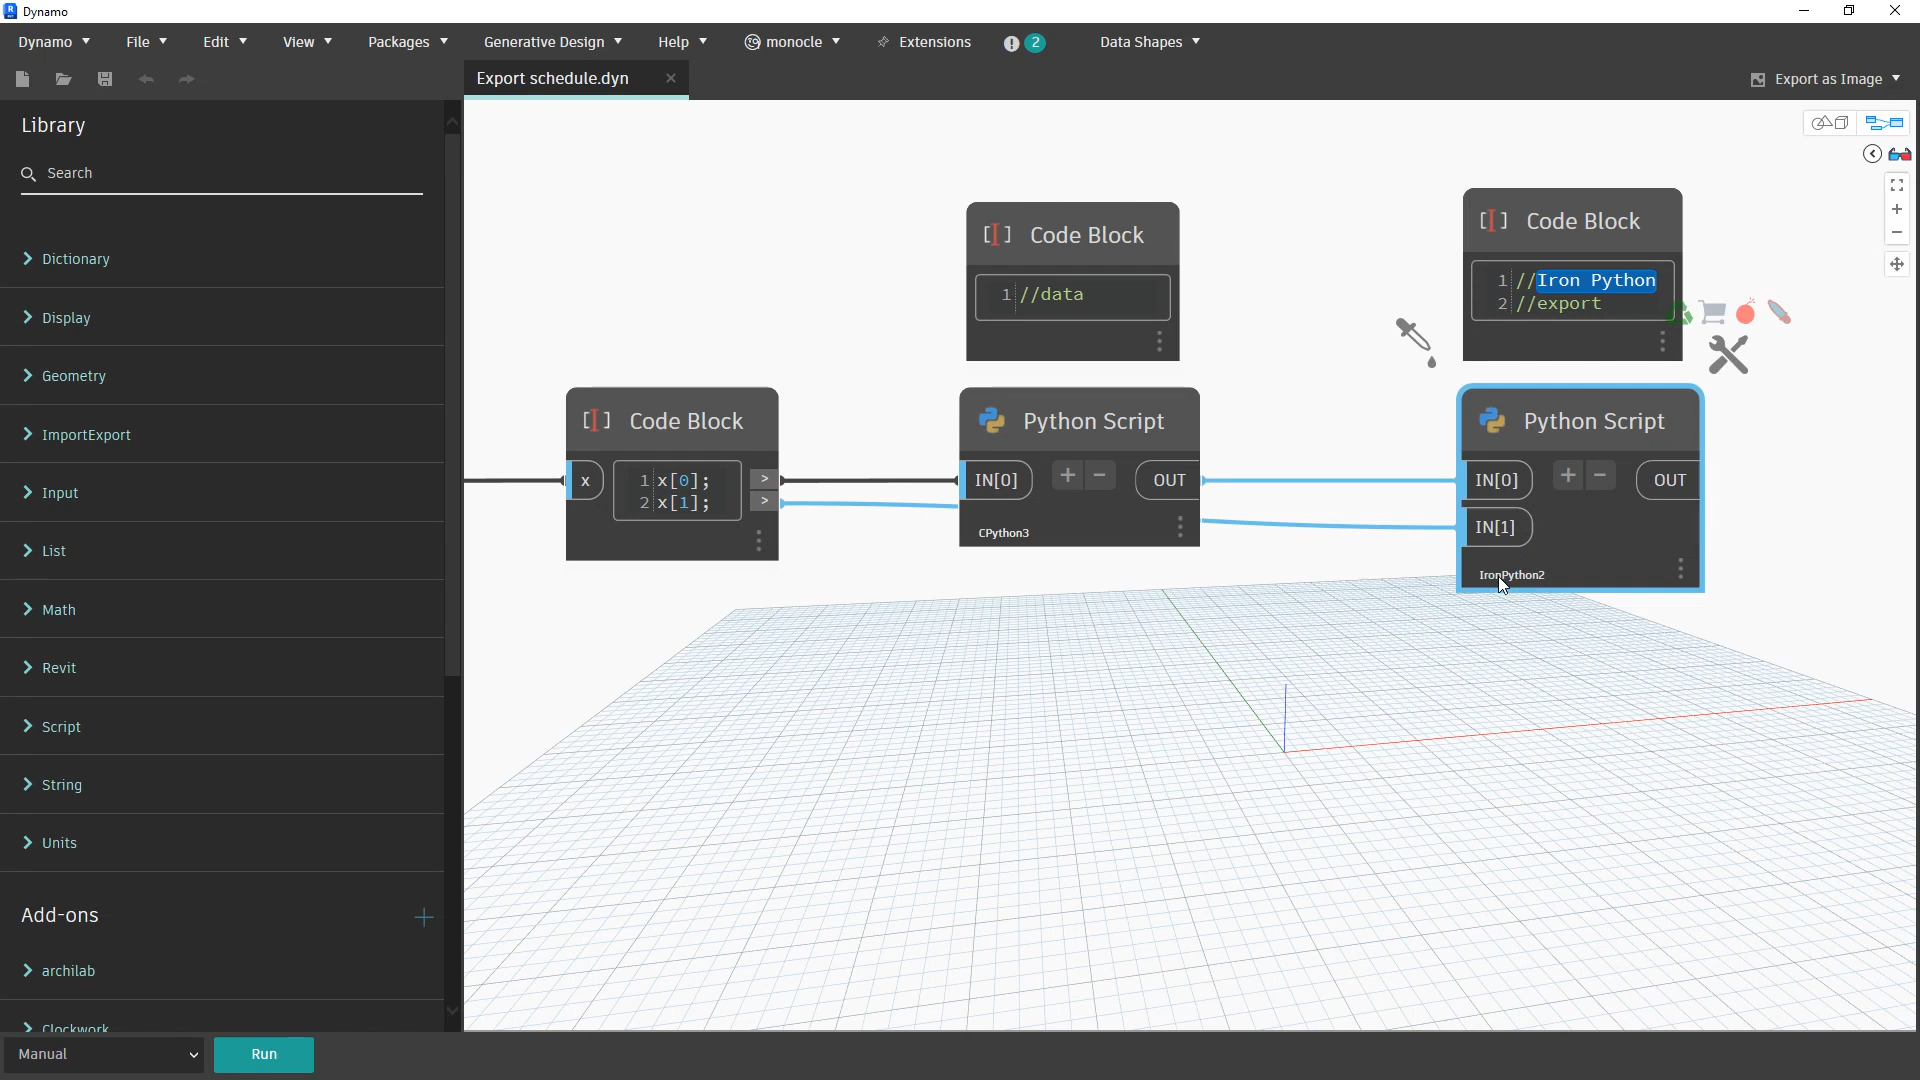 Dynamo
Dynamo File Edit View Packages Generative Design Help monocle Extensions 2 Data Shapes
Export schedule.dyn
Export as Image
Library
Search
Dictionary
Display
Geometry
ImportExport
Input
List
Math
Revit
Script
String
Units
Add-ons
archilab
Clockwork
Code Block
1 //data
Code Block
1 //Iron Python
2 //export
Code Block
x
1 x[0];
2 x[1];
>
>
Python Script
IN[0] + - OUT
CPython3
Python Script
IN[0] + - OUT
IN[1]
IronPython2
Manual
Run